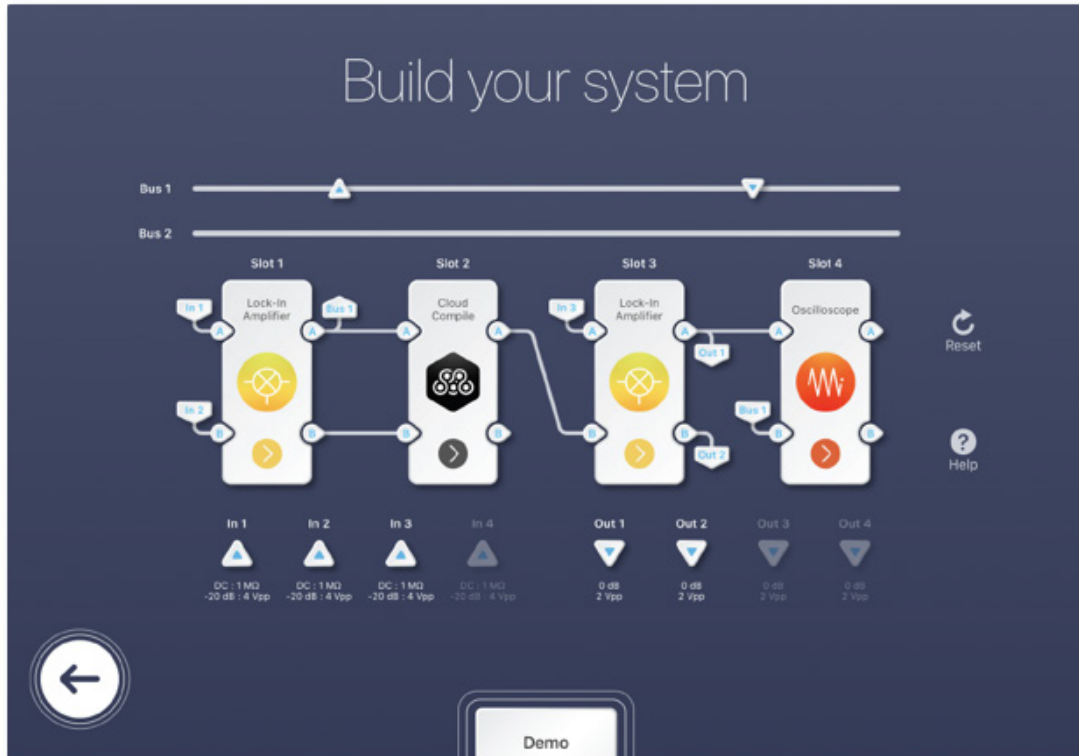 Build your system
Bus 1
Bus 2
Slot 1
Slot 2
Slot 3
Slot 4
In 1
Lock-In
Amplifier
Bus 1
Cloud
Compile
In 3
Lock-In
Amplifier
Oscilloscope
A
A
A
A
A
A
A
A
Out 1
Reset
In 2
Bus 1
B
B
B
B
B
B
B
B
Out 2
Help
In 1
In 2
In 3
In 4
Out 1
Out 2
Out 3
Out 4
DC : 1 MΩ
-20 dB : 4 Vpp
DC : 1 MΩ
-20 dB : 4 Vpp
DC : 1 MΩ
-20 dB : 4 Vpp
DC : 1 MΩ
-20 dB : 4 Vpp
0 dB
2 Vpp
0 dB
2 Vpp
0 dB
2 Vpp
0 dB
2 Vpp
Demo